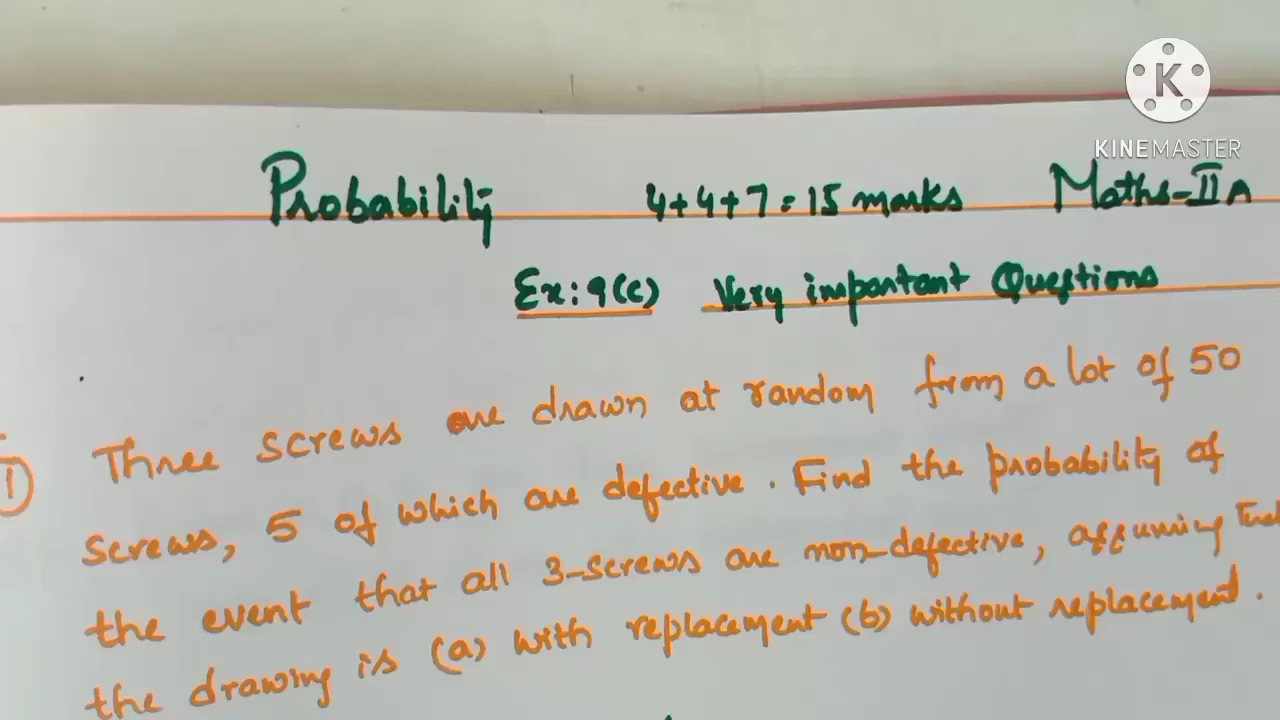 K
KINEMASTER
Probability 4+4+7=15 marks Maths-II A
Ex: 9(c) Very important Questions
1 Three screws are drawn at random from a lot of 50
screws, 5 of which are defective. Find the probability of
the event that all 3-screws are non-defective, assuming that
the drawing is (a) with replacement (b) without replacement.